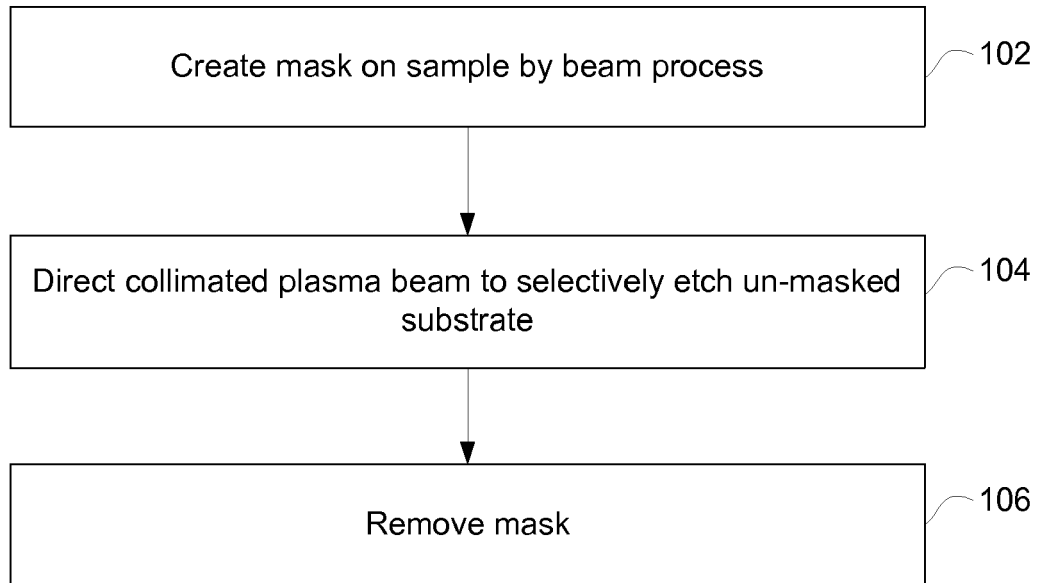 Create mask on sample by beam process
102
Direct collimated plasma beam to selectively etch un-masked
substrate
104
Remove mask
106